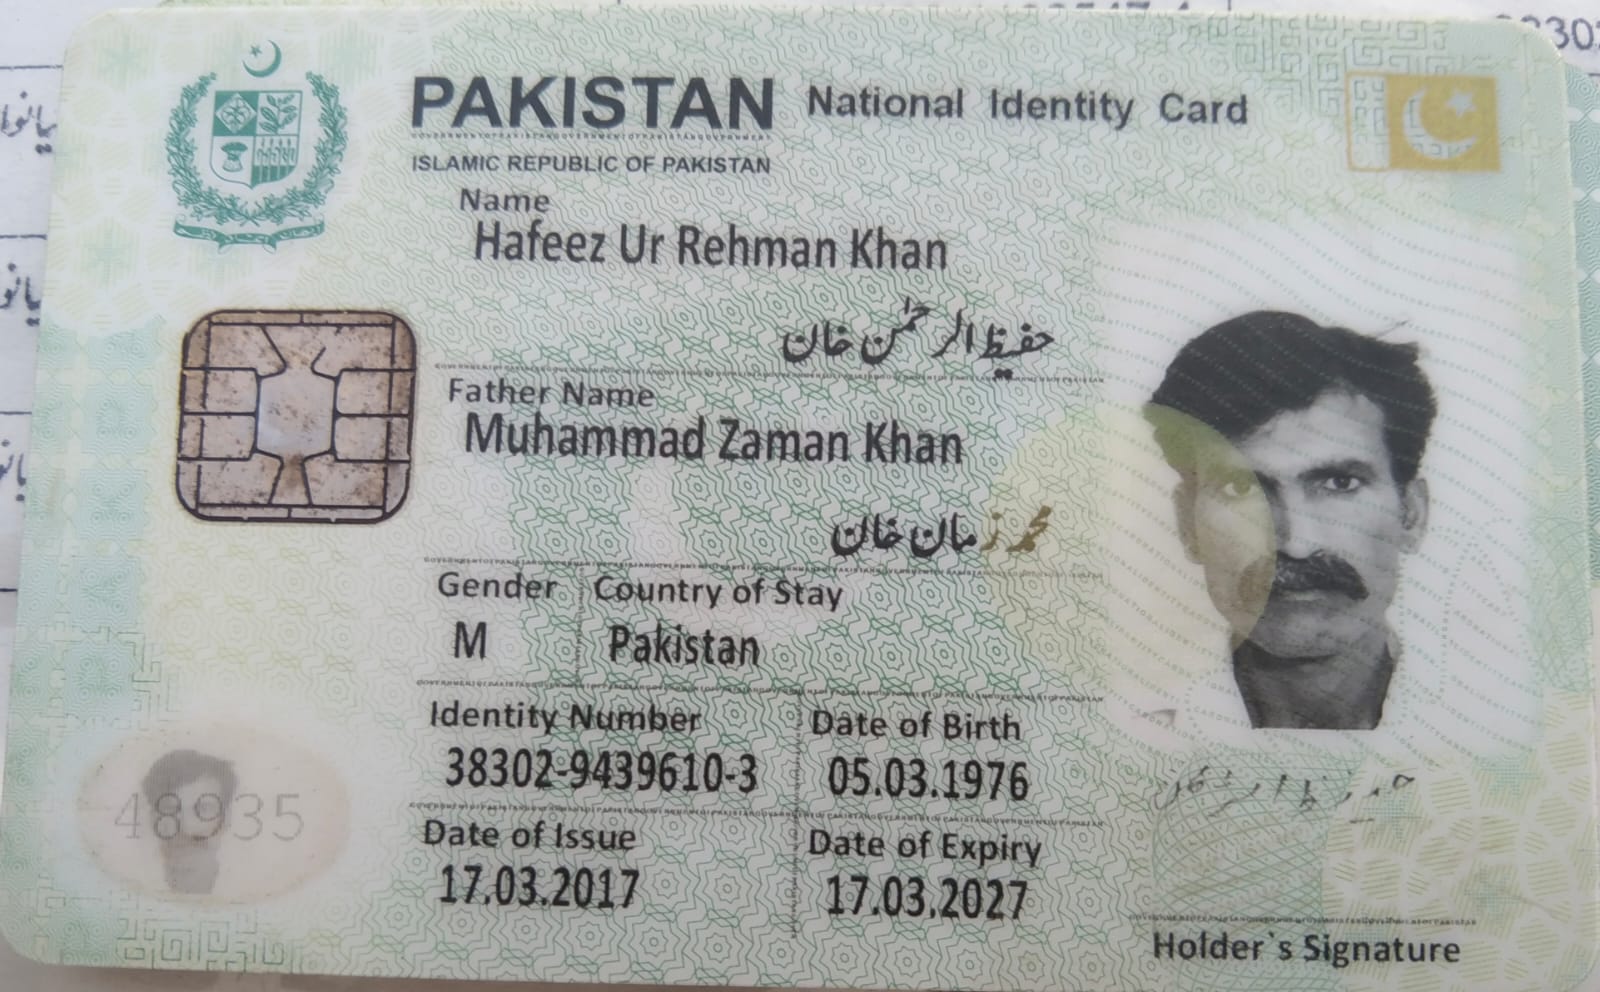 PAKISTAN National Identity Card
ISLAMIC REPUBLIC OF PAKISTAN
Name
Hafeez Ur Rehman Khan
حفیظ الرحمٰن خان
Father Name
Muhammad Zaman Khan
محمد زمان خان
Gender Country of Stay
M Pakistan
Identity Number Date of Birth
38302-9439610-3 05.03.1976
Date of Issue Date of Expiry
17.03.2017 17.03.2027
48935
Holder`s Signature